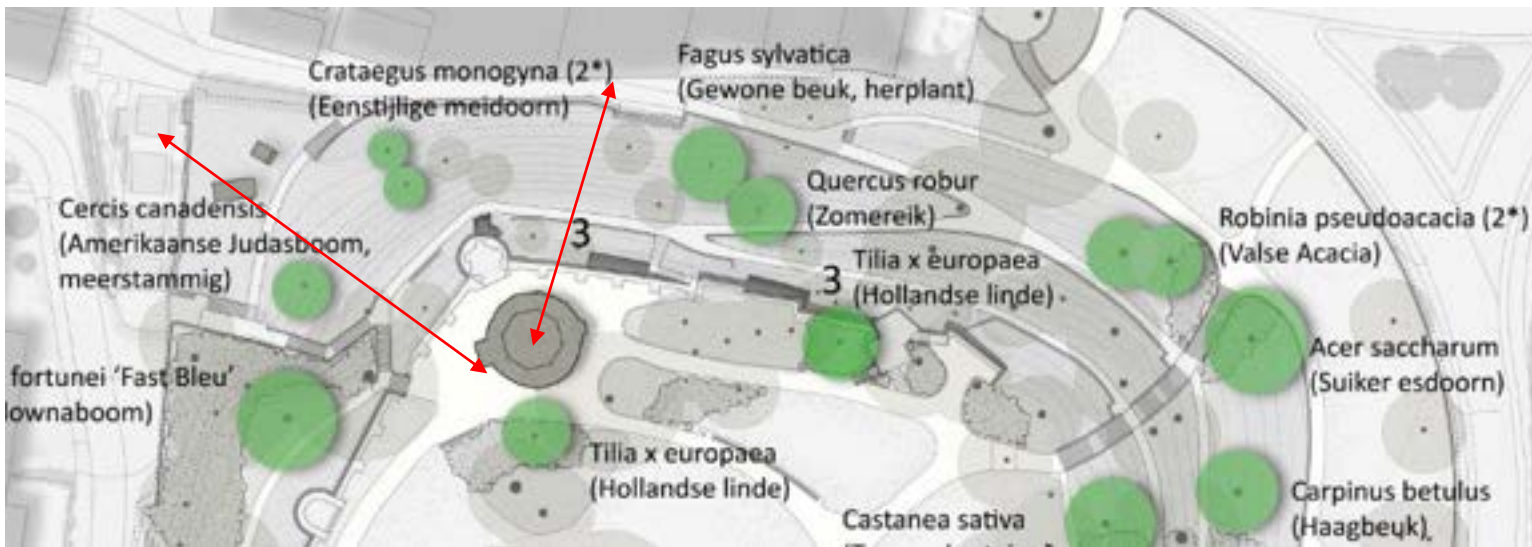 Crataegus monogyna (2*)
(Eenstijlige meidoorn)
Fagus sylvatica
(Gewone beuk, herplant)
Cercis canadensis
(Amerikaanse Judasboom,
meerstammig)
3
Quercus robur
(Zomereik)
Robinia pseudoacacia (2*)
(Valse Acacia)
3
Tilia x europaea
(Hollandse linde)
Acer saccharum
(Suiker esdoorn)
fortunei 'Fast Bleu'
lownaboom)
Tilia x europaea
(Hollandse linde)
Castanea sativa
Carpinus betulus
(Haagbeuk)